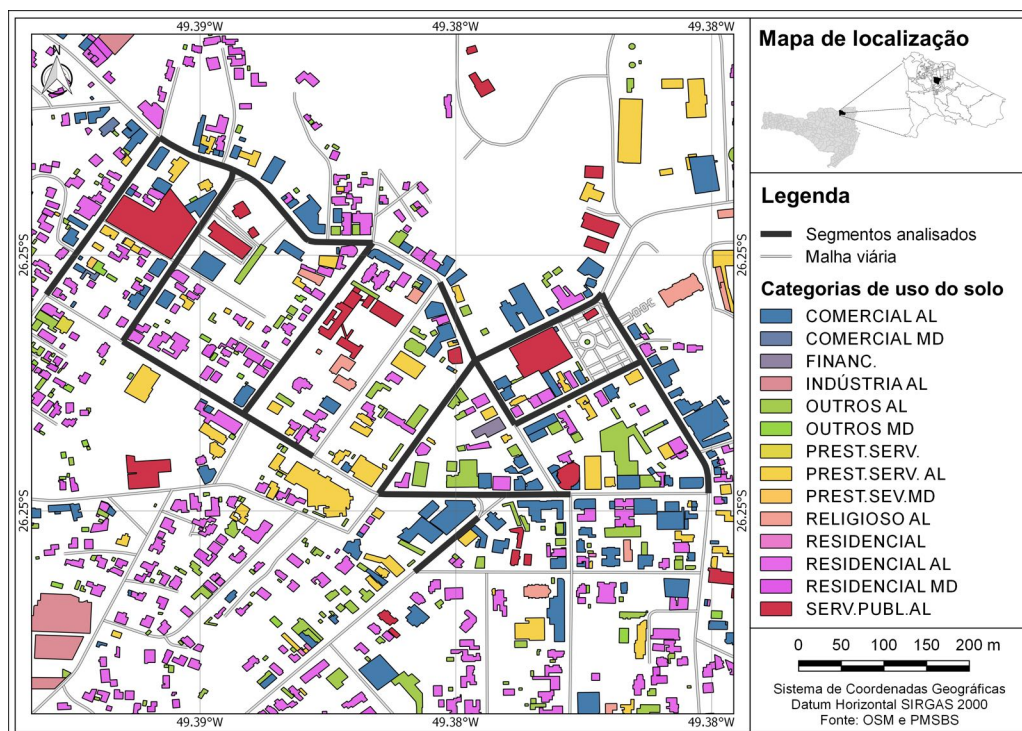 49.39°W
49.38°W
49.38°W
N
26.25°S
26.25°S
26.25°S
26.25°S
49.39°W
49.38°W
49.38°W
Mapa de localização
Legenda
Segmentos analisados
Malha viária
Categorias de uso do solo
COMERCIAL AL
COMERCIAL MD
FINANC.
INDÚSTRIA AL
OUTROS AL
OUTROS MD
PREST.SERV.
PREST.SERV. AL
PREST.SEV.MD
RELIGIOSO AL
RESIDENCIAL
RESIDENCIAL AL
RESIDENCIAL MD
SERV.PUBL.AL
0 50 100 150 200 m
Sistema de Coordenadas Geográficas
Datum Horizontal SIRGAS 2000
Fonte: OSM e PMSBS